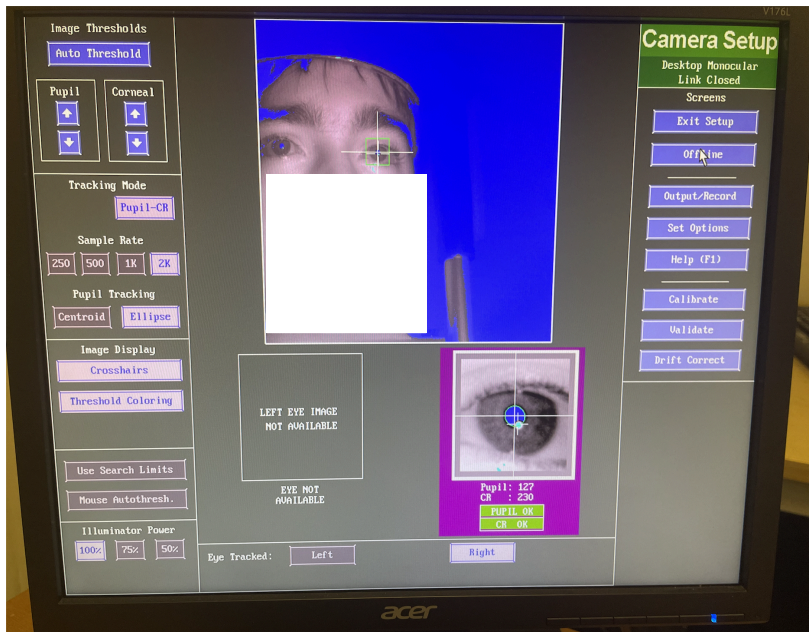 V176L
Image Thresholds
Auto Threshold
Pupil
Corneal
Tracking Mode
Pupil-CR
Sample Rate
250
500
1K
2K
Pupil Tracking
Centroid
Ellipse
Image Display
Crosshairs
Threshold Coloring
Use Search Limits
Mouse Autothresh.
Illuminator Power
100%
75%
50%
LEFT EYE IMAGE
NOT AVAILABLE
EYE NOT
AVAILABLE
Pupil: 127
CR : 230
PUPIL OK
CR OK
Eye Tracked:
Left
Right
Camera Setup
Desktop Monocular
Link Closed
Screens
Exit Setup
Offline
Output/Record
Set Options
Help (F1)
Calibrate
Validate
Drift Correct
acer